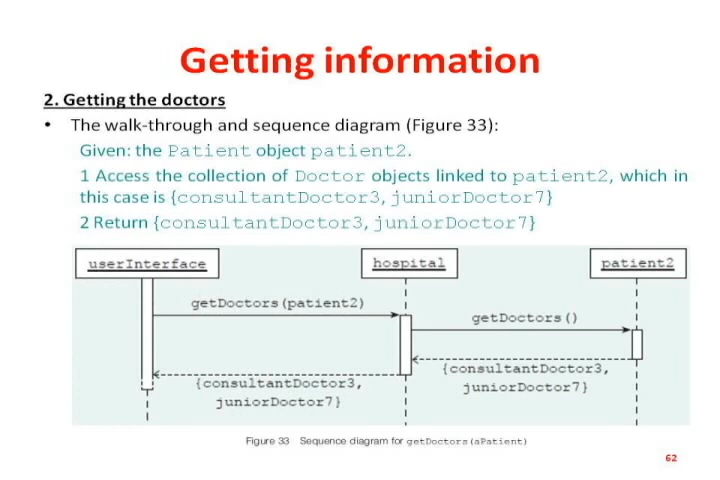 Getting information
2. Getting the doctors
• The walk-through and sequence diagram (Figure 33):
Given: the Patient object patient2.
1 Access the collection of Doctor objects linked to patient2, which in
this case is {consultantDoctor3, juniorDoctor7}
2 Return {consultantDoctor3, juniorDoctor7}
userInterface
hospital
patient2
getDoctors(patient2)
getDoctors()
{consultantDoctor3,
juniorDoctor7}
{consultantDoctor3,
juniorDoctor7}
Figure 33 Sequence diagram for getDoctors(aPatient)
62